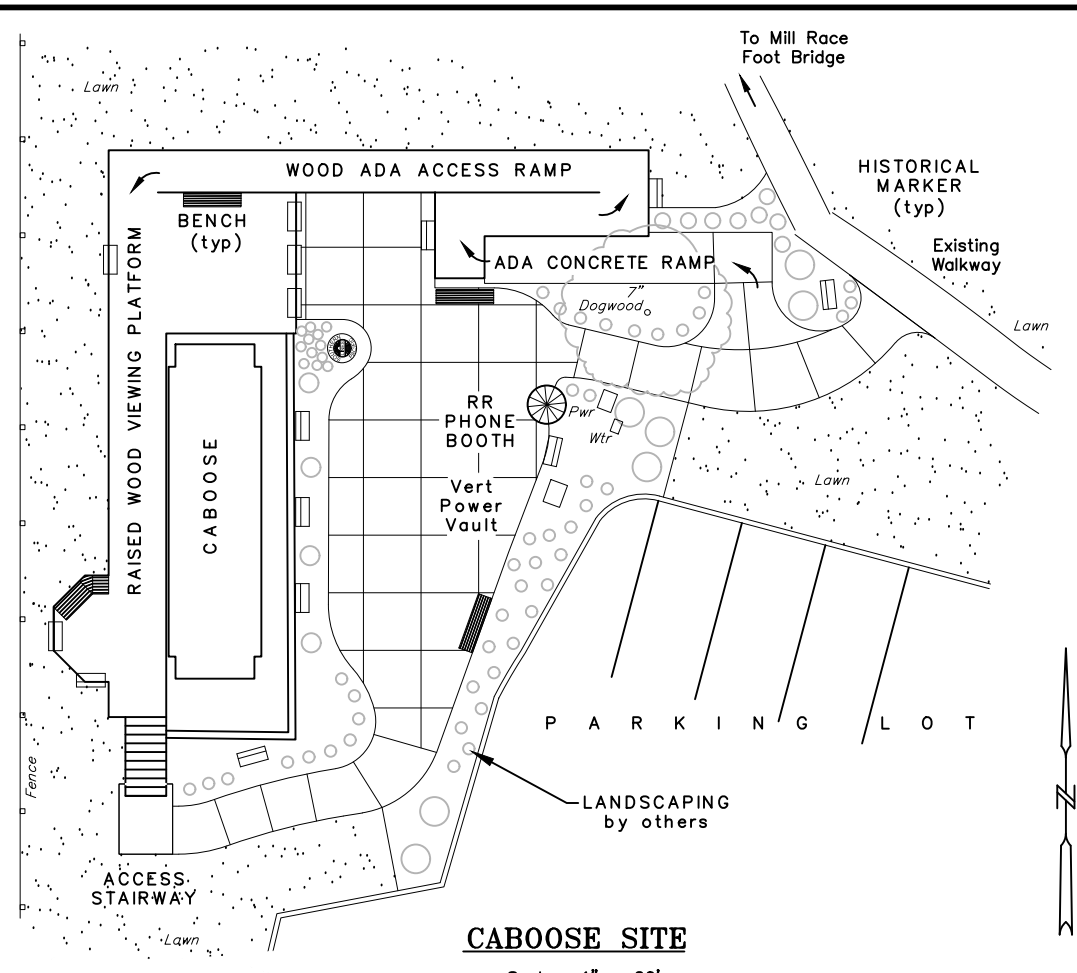 To Mill Race
Foot Bridge
Lawn
WOOD ADA ACCESS RAMP
HISTORICAL
MARKER
(typ)
BENCH
(typ)
Existing
Walkway
ADA CONCRETE RAMP
7"
Dogwood
Lawn
RAISED WOOD VIEWING PLATFORM
CABOOSE
RR
PHONE
BOOTH
Pwr
Wtr
Vert
Power
Vault
Lawn
PARKING LOT
Fence
N
LANDSCAPING
by others
ACCESS
STAIRWAY
Lawn
CABOOSE SITE